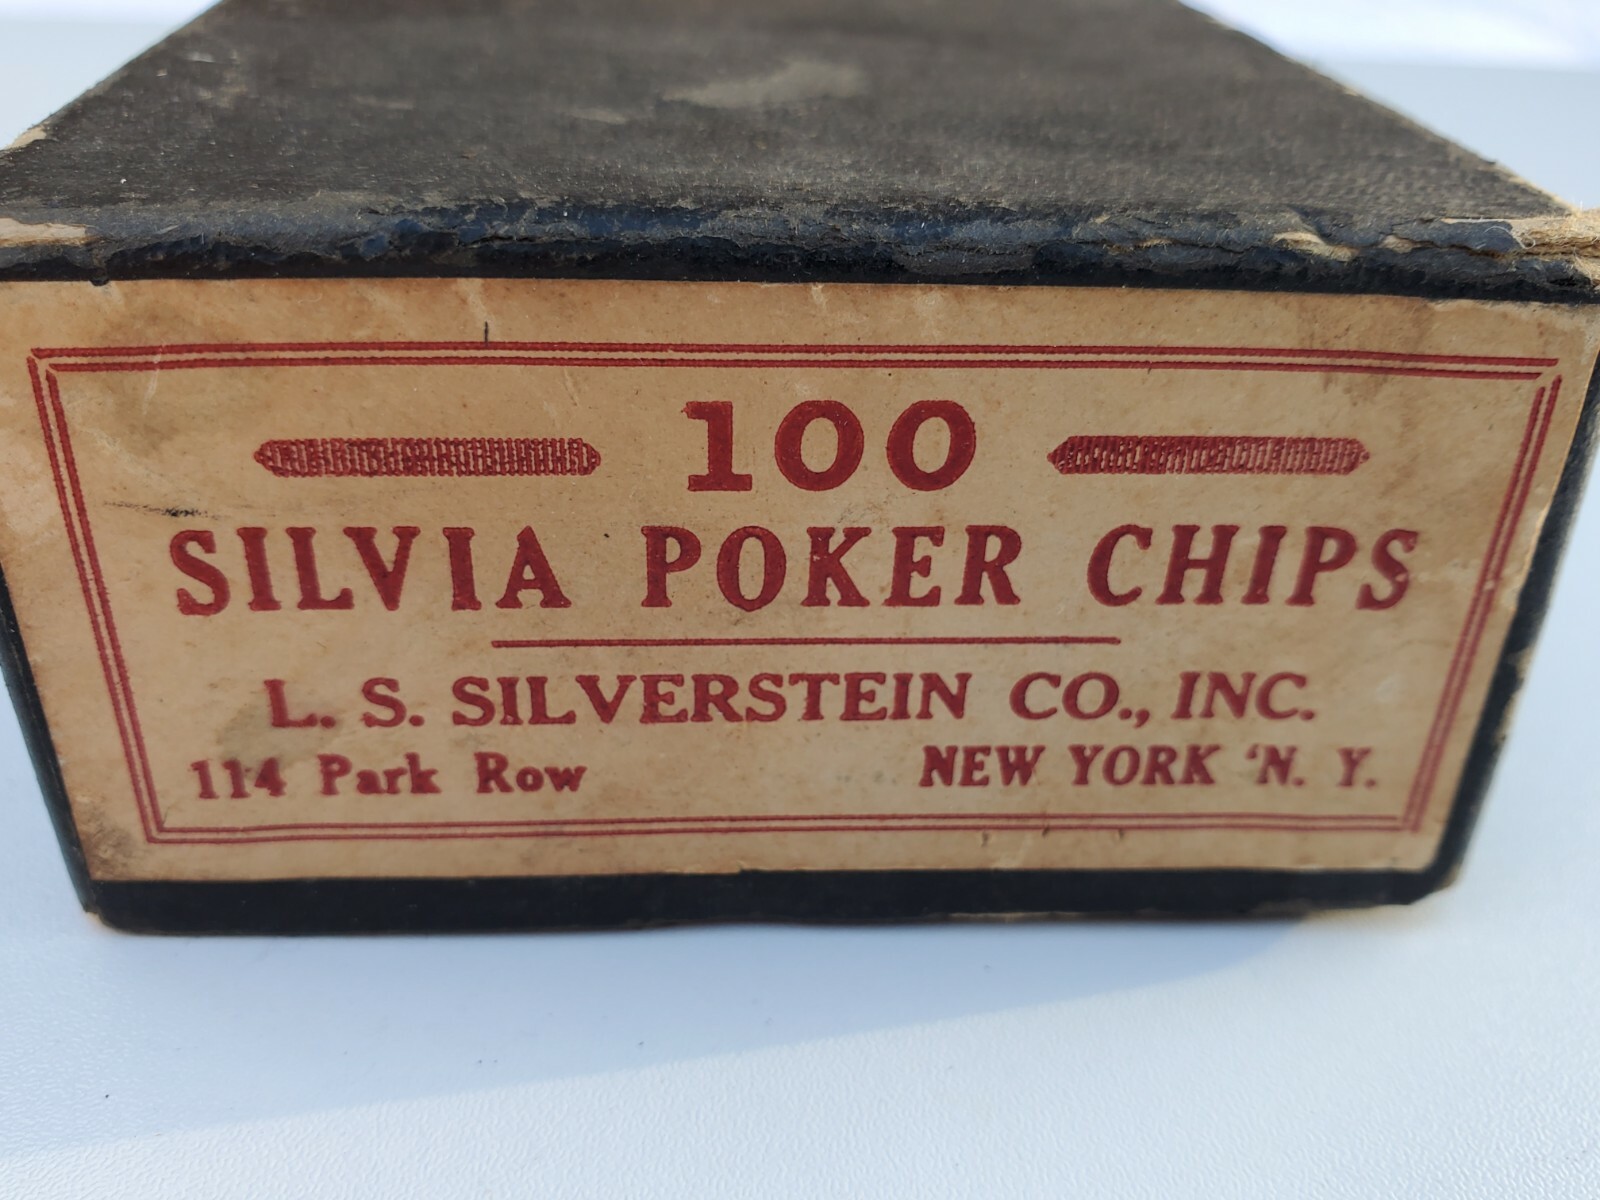 100
SILVIA POKER CHIPS
L. S. SILVERSTEIN CO., INC.
114 Park Row NEW YORK 'N. Y.